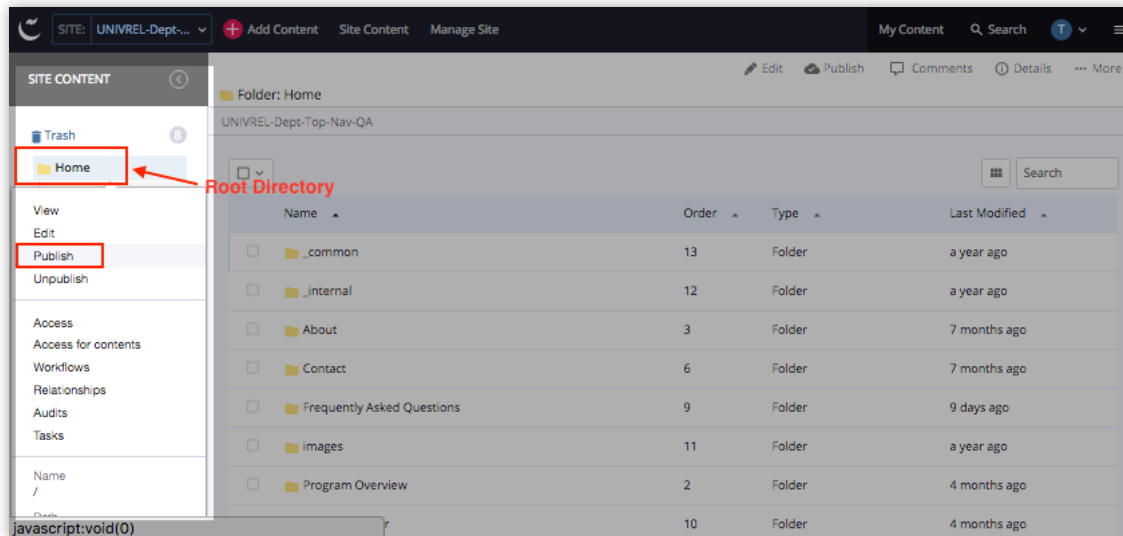 SITE: UNIVREL-Dept-... Add Content Site Content Manage Site My Content Search T
SITE CONTENT
Edit Publish Comments Details ... More
Folder: Home
UNIVREL-Dept-Top-Nav-QA
Trash 8
Home
Root Directory
Search
View
Edit
Publish
Unpublish
Access
Access for contents
Workflows
Relationships
Audits
Tasks
Name
/
javascript:void(0)
Name Order Type Last Modified
_common 13 Folder a year ago
_internal 12 Folder a year ago
About 3 Folder 7 months ago
Contact 6 Folder 7 months ago
Frequently Asked Questions 9 Folder 9 days ago
images 11 Folder a year ago
Program Overview 2 Folder 4 months ago
10 Folder 4 months ago